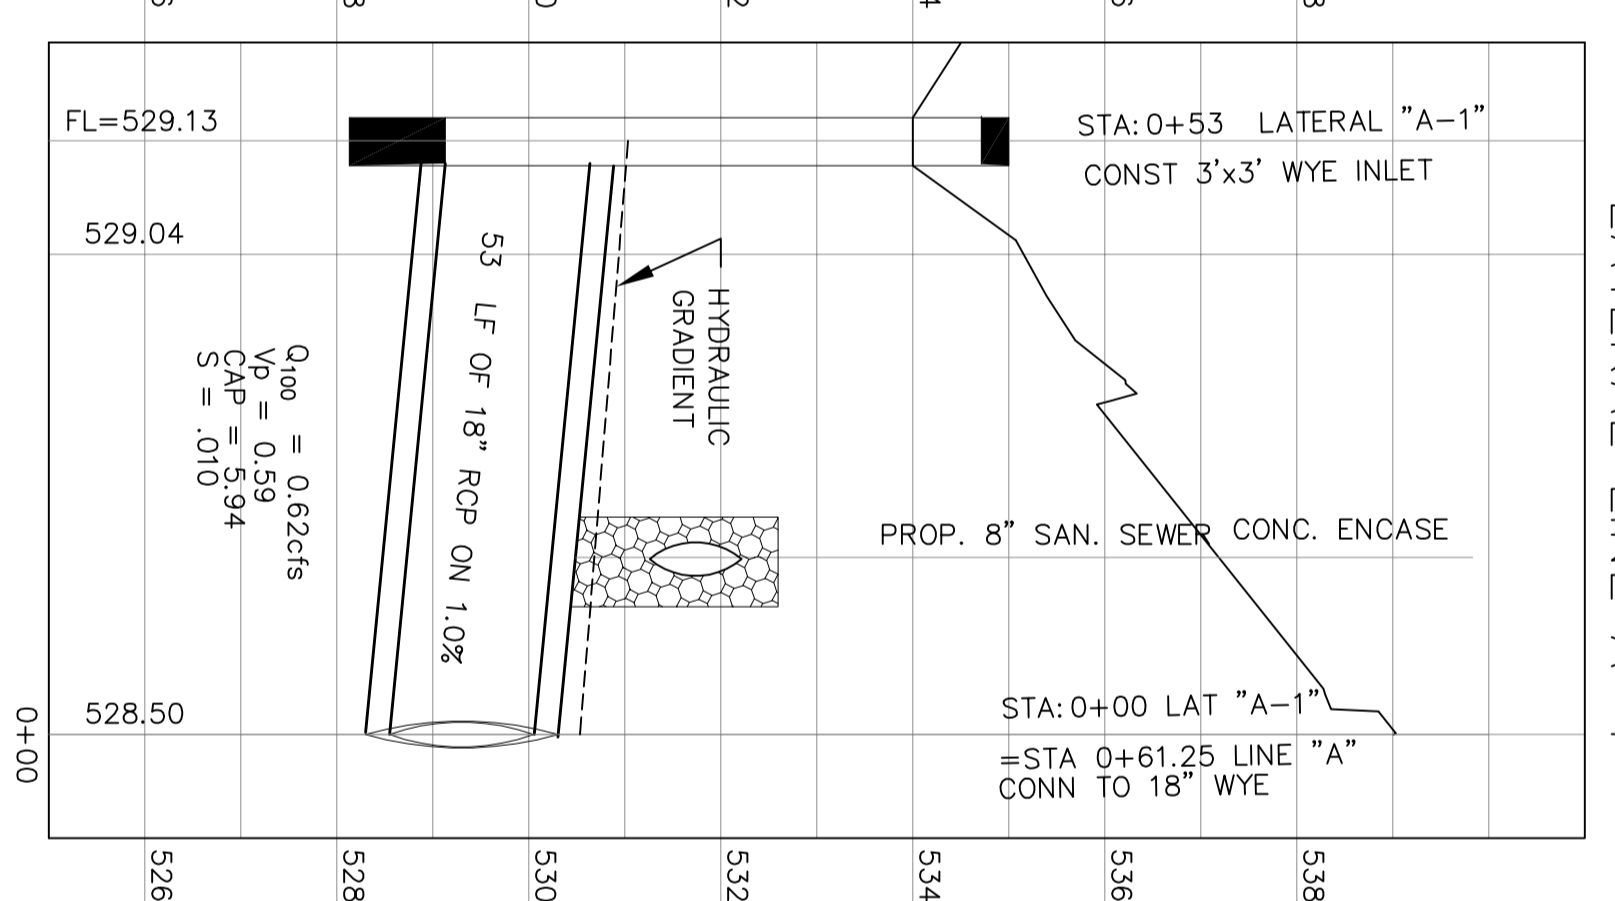 FL=529.13
STA: 0+53 LATERAL "A-1"
CONST 3'x3' WYE INLET
529.04
HYDRAULIC
GRADIENT
53 LF OF 18" RCP ON 1.0%
Q100 = 0.62cfs
Vp = 0.59
CAP = 5.94
S = .010
PROP. 8" SAN. SEWER CONC. ENCASE
528.50
STA: 0+00 LAT "A-1"
=STA 0+61.25 LINE "A"
CONN TO 18" WYE
0+00
526
528
530
532
534
536
538